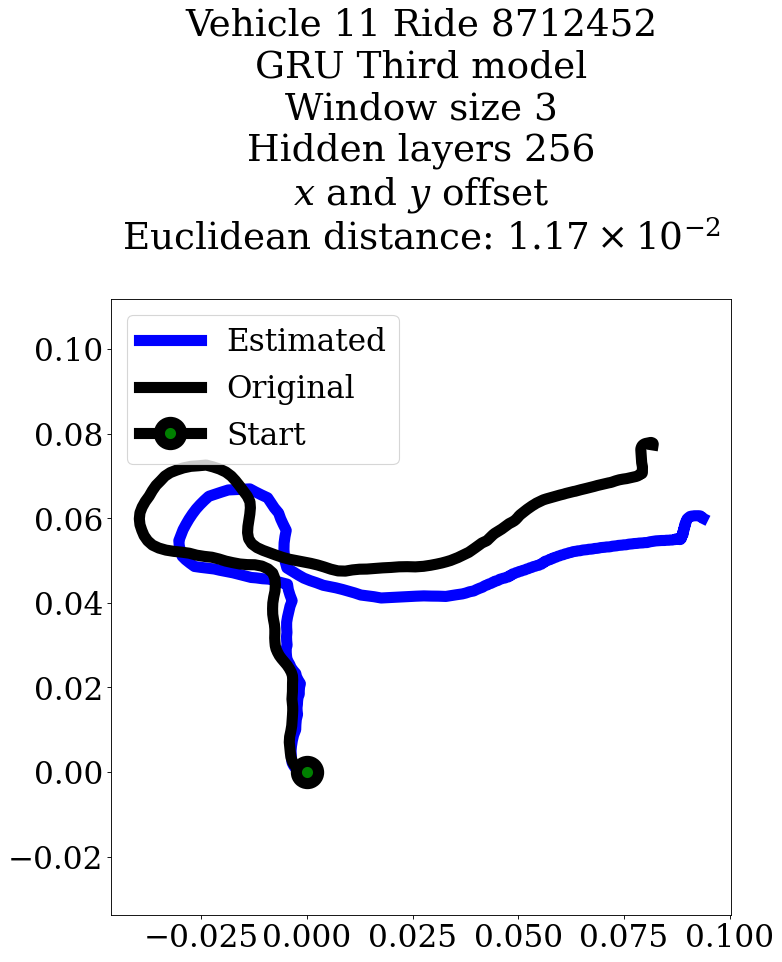 Vehicle 11 Ride 8712452
GRU Third model
Window size 3
Hidden layers 256
x and y offset
Euclidean distance: 1.17 × 10⁻²
Estimated
Original
Start
0.10
0.08
0.06
0.04
0.02
0.00
−0.02
−0.025 0.000 0.025 0.050 0.075 0.100